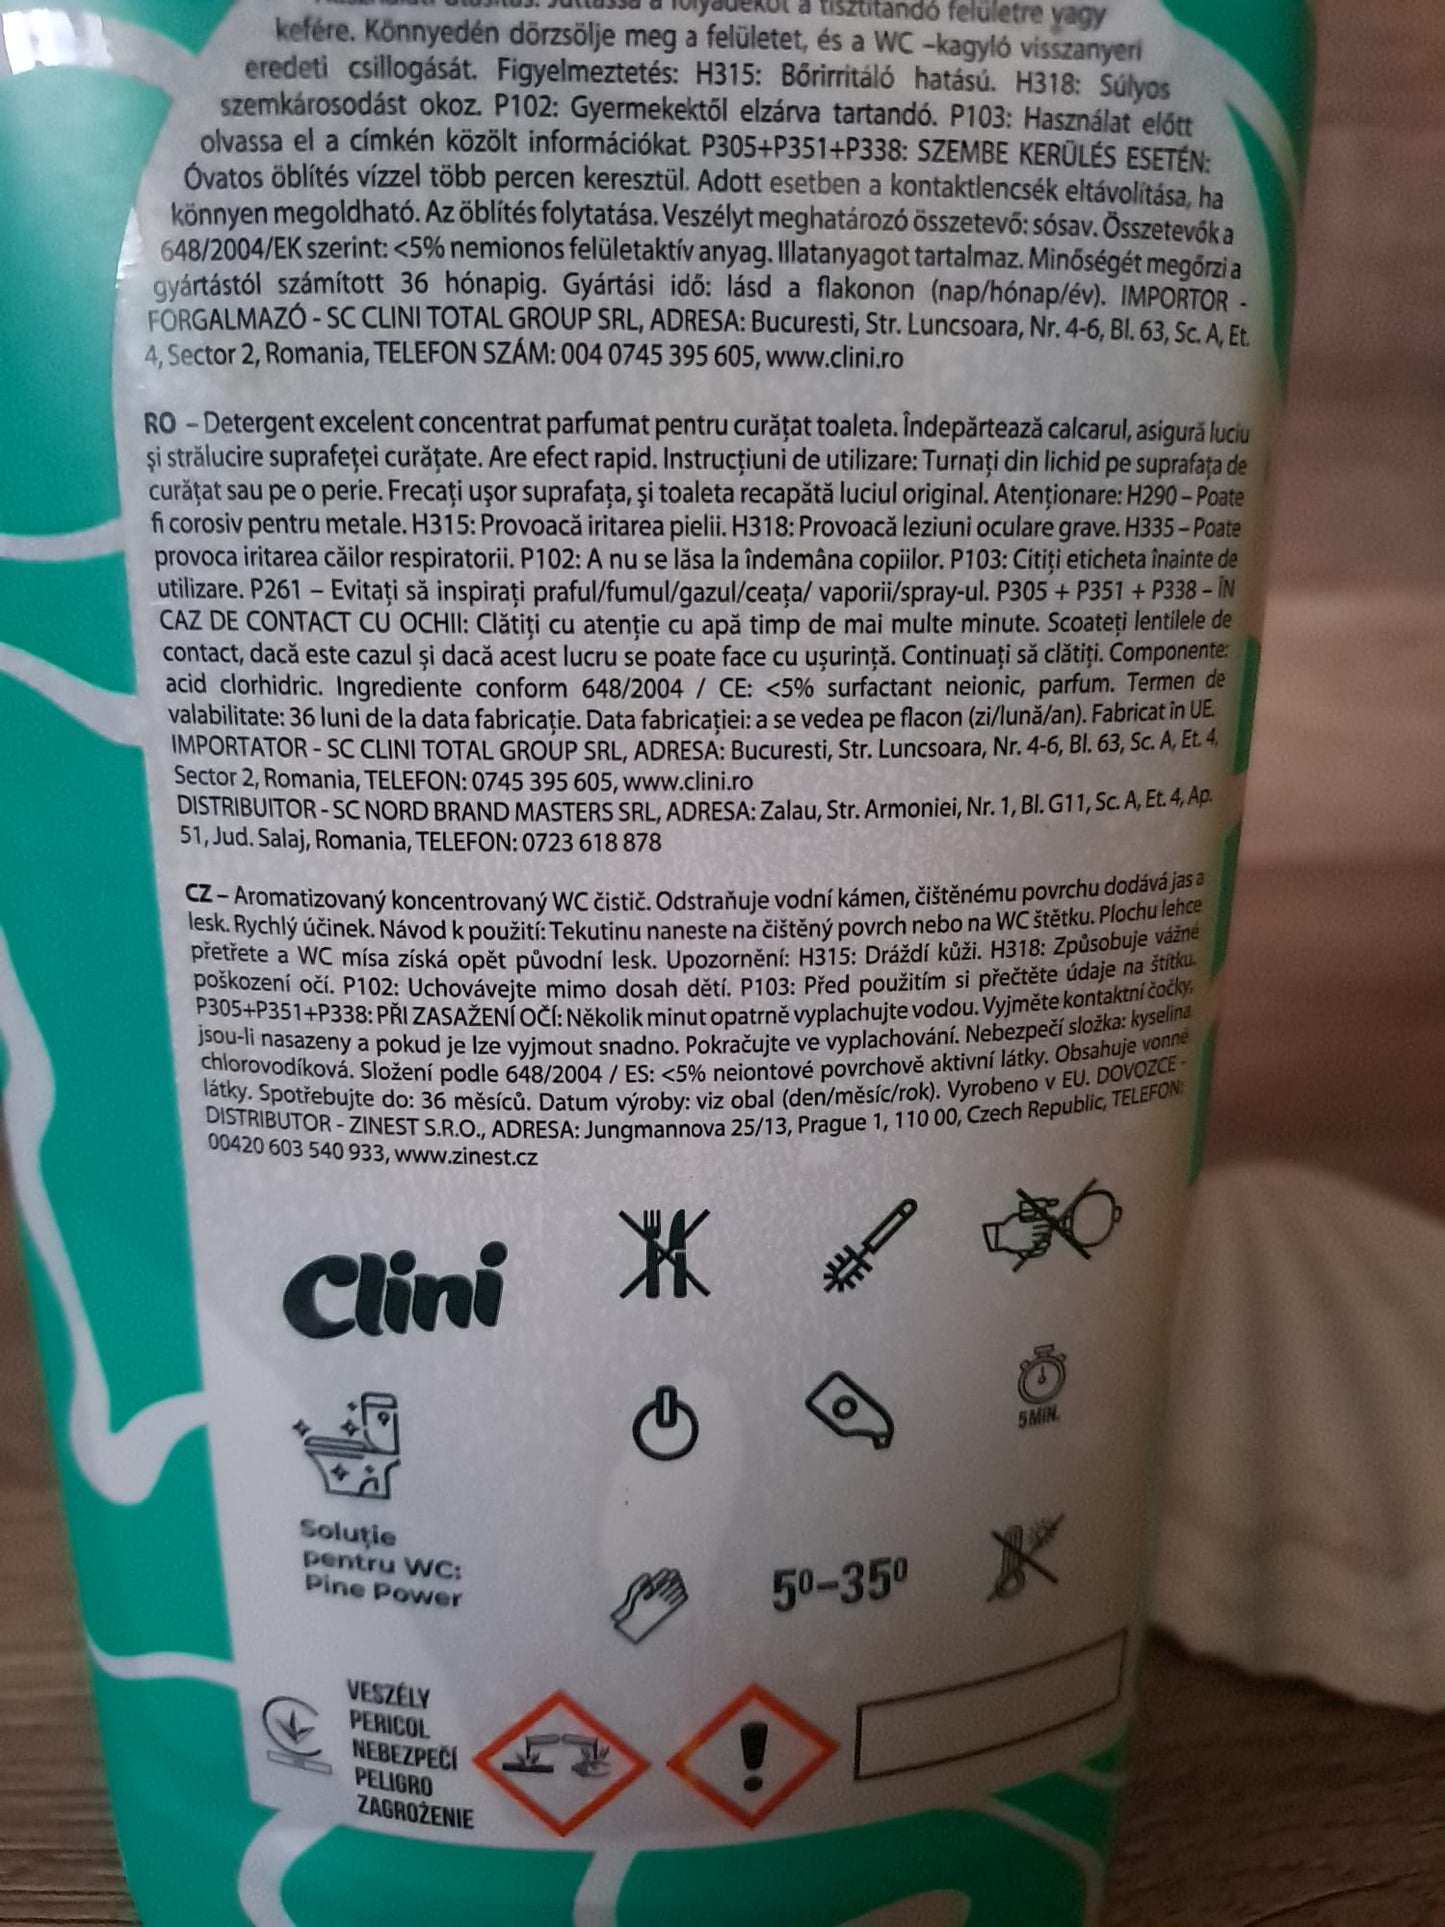 Használati utasítás: Juttassa a folyadékot a tisztítandó felületre vagy
kefére. Könnyedén dörzsölje meg a felületet, és a WC –kagyló visszanyeri
eredeti csillogását. Figyelmeztetés: H315: Bőrirritáló hatású. H318: Súlyos
szemkárosodást okoz. P102: Gyermekektől elzárva tartandó. P103: Használat előtt
olvassa el a címkén közölt információkat. P305+P351+P338: SZEMBE KERÜLÉS ESETÉN:
Óvatos öblítés vízzel több percen keresztül. Adott esetben a kontaktlencsék eltávolítása, ha
könnyen megoldható. Az öblítés folytatása. Veszélyt meghatározó összetevő: sósav. Összetevők a
648/2004/EK szerint: <5% nemionos felületaktív anyag. Illatanyagot tartalmaz. Minőségét megőrzi a
gyártástól számított 36 hónapig. Gyártási idő: lásd a flakonon (nap/hónap/év). IMPORTOR -
FORGALMAZÓ - SC CLINI TOTAL GROUP SRL, ADRESA: Bucuresti, Str. Luncsoara, Nr. 4-6, Bl. 63, Sc. A, Et.
4, Sector 2, Romania, TELEFON SZÁM: 004 0745 395 605, www.clini.ro
RO – Detergent excelent concentrat parfumat pentru curățat toaleta. Îndepărtează calcarul, asigură luciu
și strălucire suprafeței curățate. Are efect rapid. Instrucțiuni de utilizare: Turnați din lichid pe suprafața de
curățat sau pe o perie. Frecați ușor suprafața, și toaleta recapătă luciul original. Atenționare: H290 – Poate
fi corosiv pentru metale. H315: Provoacă iritarea pielii. H318: Provoacă leziuni oculare grave. H335 – Poate
provoca iritarea căilor respiratorii. P102: A nu se lăsa la îndemâna copiilor. P103: Citiți eticheta înainte de
utilizare. P261 – Evitați să inspirați praful/fumul/gazul/ceața/ vaporii/spray-ul. P305 + P351 + P338 – ÎN
CAZ DE CONTACT CU OCHII: Clătiți cu atenție cu apă timp de mai multe minute. Scoateți lentilele de
contact, dacă este cazul și dacă acest lucru se poate face cu ușurință. Continuați să clătiți. Componente:
acid clorhidric. Ingrediente conform 648/2004 / CE: <5% surfactant neionic, parfum. Termen de
valabilitate: 36 luni de la data fabricație. Data fabricației: a se vedea pe flacon (zi/lună/an). Fabricat în UE.
IMPORTATOR - SC CLINI TOTAL GROUP SRL, ADRESA: Bucuresti, Str. Luncsoara, Nr. 4-6, Bl. 63, Sc. A, Et. 4,
Sector 2, Romania, TELEFON: 0745 395 605, www.clini.ro
DISTRIBUITOR - SC NORD BRAND MASTERS SRL, ADRESA: Zalau, Str. Armoniei, Nr. 1, Bl. G11, Sc. A, Et. 4, Ap.
51, Jud. Salaj, Romania, TELEFON: 0723 618 878
CZ – Aromatizovaný koncentrovaný WC čistič. Odstraňuje vodní kámen, čištěnému povrchu dodává jas a
lesk. Rychlý účinek. Návod k použití: Tekutinu naneste na čištěný povrch nebo na WC štětku. Plochu lehce
přetřete a WC mísa získá opět původní lesk. Upozornění: H315: Dráždí kůži. H318: Způsobuje vážné
poškození očí. P102: Uchovávejte mimo dosah dětí. P103: Před použitím si přečtěte údaje na štítku.
P305+P351+P338: PŘI ZASAŽENÍ OČÍ: Několik minut opatrně vyplachujte vodou. Vyjměte kontaktní čočky,
jsou-li nasazeny a pokud je lze vyjmout snadno. Pokračujte ve vyplachování. Nebezpečí složka: kyselina
chlorovodíková. Složení podle 648/2004 / ES: <5% neiontové povrchově aktivní látky. Obsahuje vonné
látky. Spotřebujte do: 36 měsíců. Datum výroby: viz obal (den/měsíc/rok). Vyrobeno v EU. DOVOZCE -
DISTRIBUTOR - ZINEST S.R.O., ADRESA: Jungmannova 25/13, Prague 1, 110 00, Czech Republic, TELEFON:
00420 603 540 933, www.zinest.cz
Clini
5MIN.
Soluție
pentru WC:
Pine Power
5⁰–35⁰
VESZÉLY
PERICOL
NEBEZPEČÍ
PELIGRO
ZAGROŻENIE